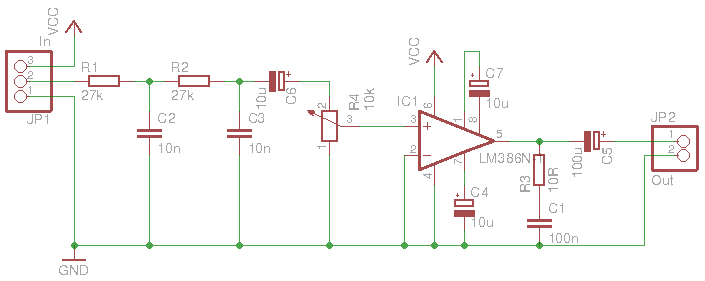 In
VCC
3
2
1
JP1
R1
27k
R2
27k
C2
10n
C3
10n
10u
C6
2
3
1
R4
10k
VCC
IC1
6
3
2
4
1
8
7
5
LM386N-1
C7
10u
C4
10u
R3
10R
C1
100n
100u
C5
JP2
1
2
Out
GND